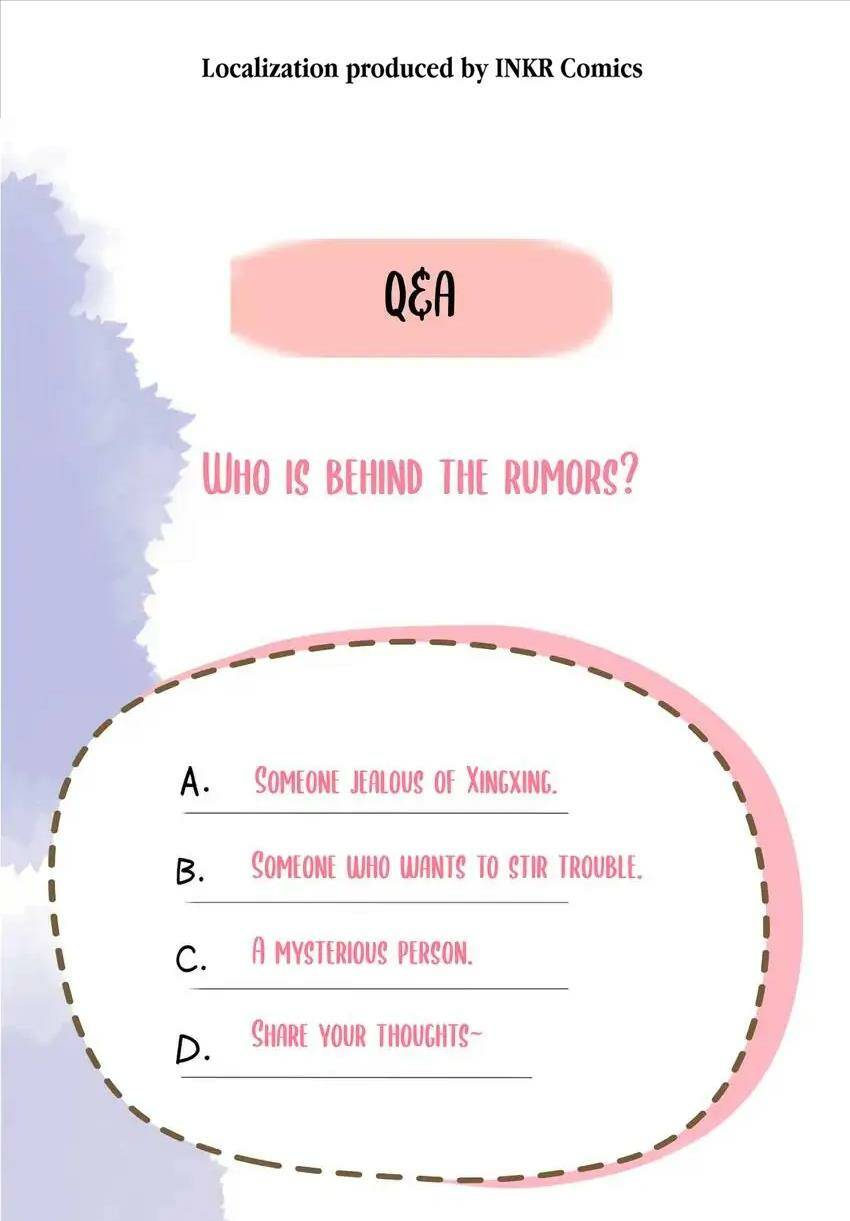 Localization produced by INKR Comics
Q&A
Who is behind the rumors?
A. Someone jealous of Xingxing.
B. Someone who wants to stir trouble.
C. A mysterious person.
D. Share your thoughts~